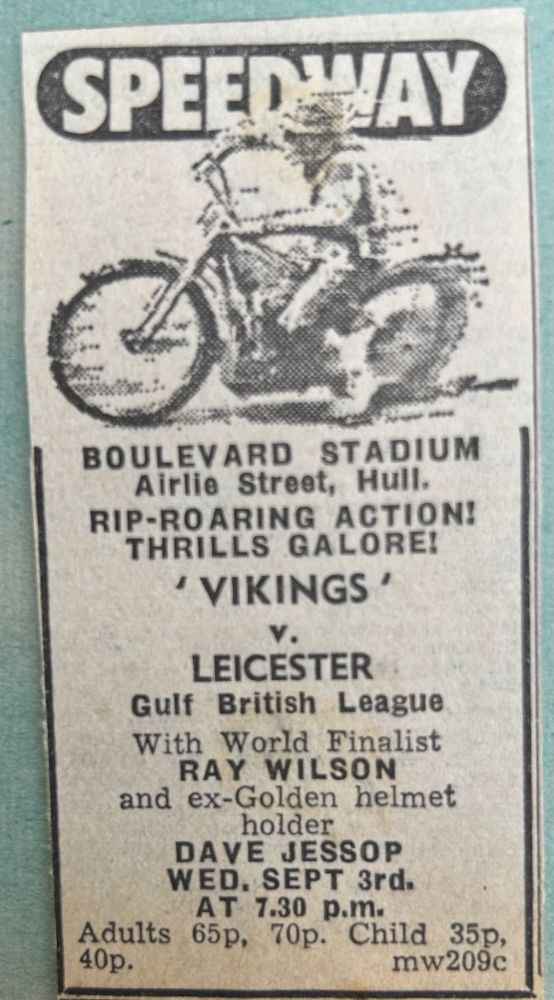 SPEEDWAY
BOULEVARD STADIUM
Airlie Street, Hull.
RIP-ROARING ACTION!
THRILLS GALORE!
'VIKINGS'
v.
LEICESTER
Gulf British League
With World Finalist
RAY WILSON
and ex-Golden helmet
holder
DAVE JESSOP
WED. SEPT 3rd.
AT 7.30 p.m.
Adults 65p, 70p. Child 35p,
40p. mw209c